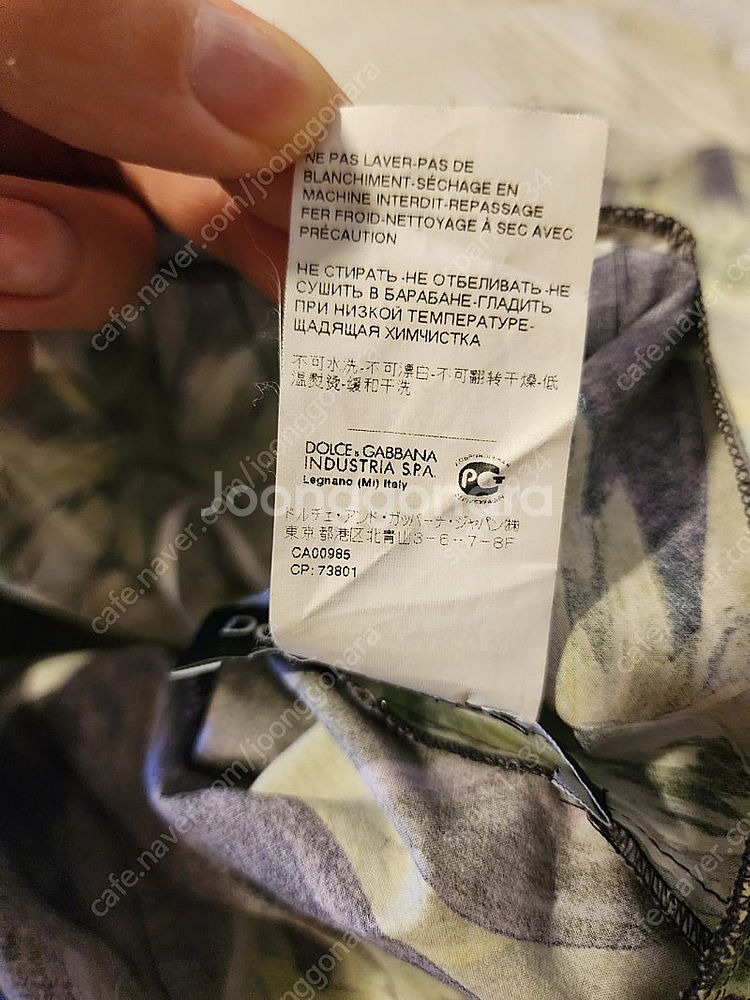 NE PAS LAVER-PAS DE
BLANCHIMENT-SÉCHAGE EN
MACHINE INTERDIT-REPASSAGE
FER FROID-NETTOYAGE À SEC AVEC
PRÉCAUTION
НЕ СТИРАТЬ-НЕ ОТБЕЛИВАТЬ-НЕ
СУШИТЬ В БАРАБАНЕ-ГЛАДИТЬ
ПРИ НИЗКОЙ ТЕМПЕРАТУРЕ-
ЩАДЯЩАЯ ХИМЧИСТКА
不可水洗-不可漂白-不可翻转干燥-低
温熨烫-缓和干洗
DOLCE & GABBANA
INDUSTRIA S.P.A.
Legnano (MI) Italy
Joonggonara
ドルチェ・アンド・ガッバーナ・ジャパン㈱
東京都港区北青山3-6-7-8F
CA00985
CP: 73801
cafe.naver.com/joonggonara